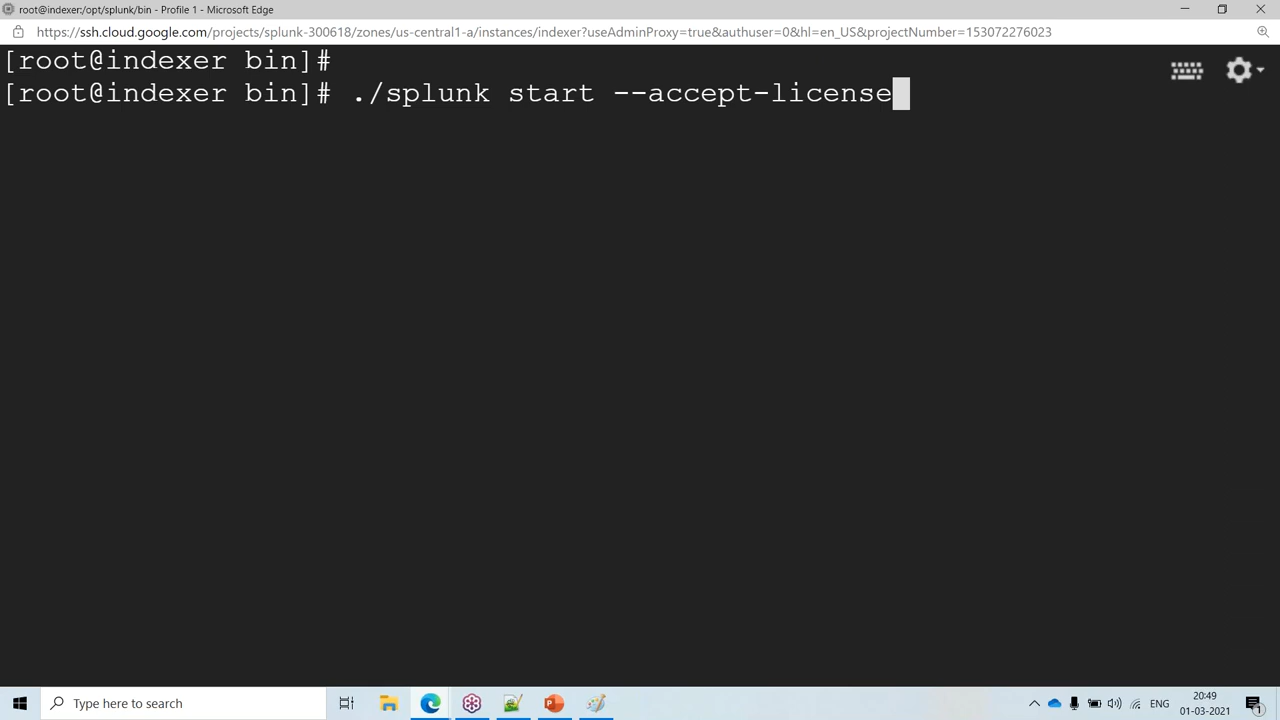 root@indexer:/opt/splunk/bin - Profile 1 - Microsoft Edge
https://ssh.cloud.google.com/projects/splunk-300618/zones/us-central1-a/instances/indexer?useAdminProxy=true&authuser=0&hl=en_US&projectNumber=153072276023
[root@indexer bin]#
[root@indexer bin]# ./splunk start --accept-license
Type here to search
ENG
20:49
01-03-2021
1